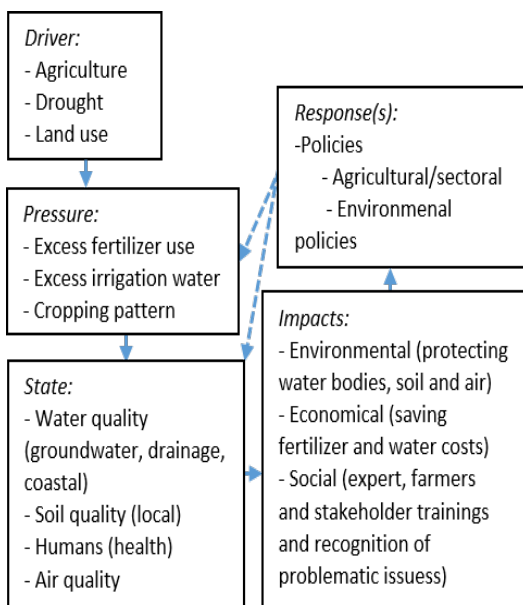 Driver:
- Agriculture
- Drought
- Land use
Pressure:
- Excess fertilizer use
- Excess irrigation water
- Cropping pattern
State:
- Water quality
(groundwater, drainage,
coastal)
- Soil quality (local)
- Humans (health)
- Air quality
Impacts:
- Environmental (protecting
water bodies, soil and air)
- Economical (saving
fertilizer and water costs)
- Social (expert, farmers
and stakeholder trainings
and recognition of
problematic issuess)
Response(s):
-Policies
- Agricultural/sectoral
- Environmenal
policies